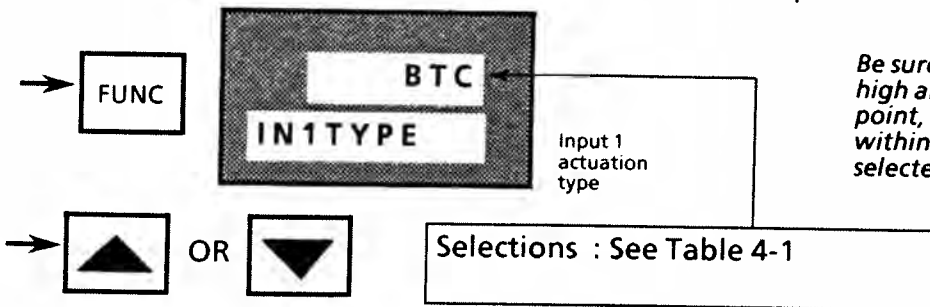 FUNC
BTC
IN1TYPE
Input 1
actuation
type
Be sure
high a
point,
within
selecte
OR
Selections : See Table 4-1